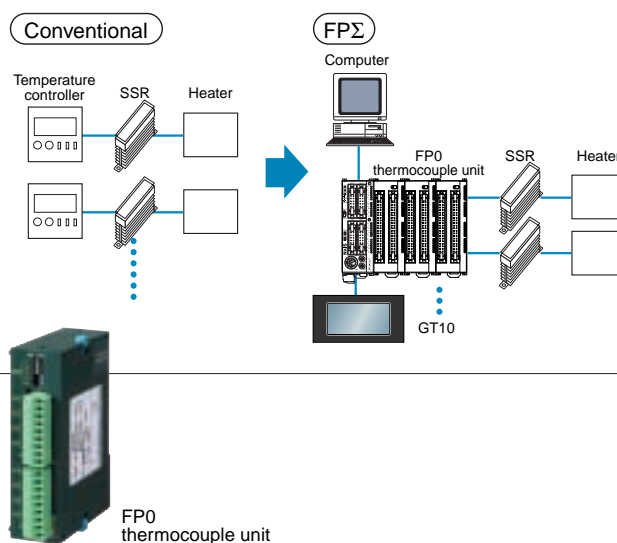 Conventional
FPΣ
Temperature
controller
SSR
Heater
Computer
FP0
thermocouple unit
SSR
Heater
GT10
FP0
thermocouple unit